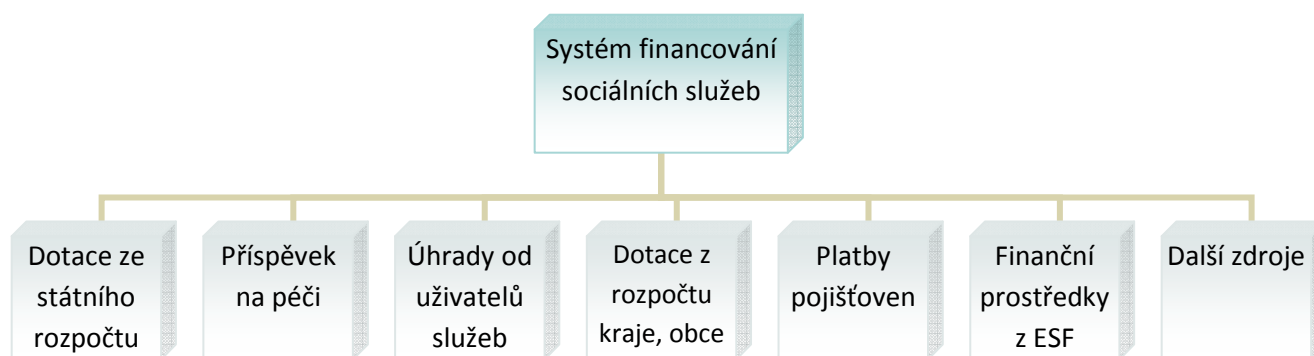 Systém financování
sociálních služeb
Dotace ze
státního
rozpočtu
Příspěvek
na péči
Úhrady od
uživatelů
služeb
Dotace z
rozpočtu
kraje, obce
Platby
pojišťoven
Finanční
prostředky
z ESF
Další zdroje